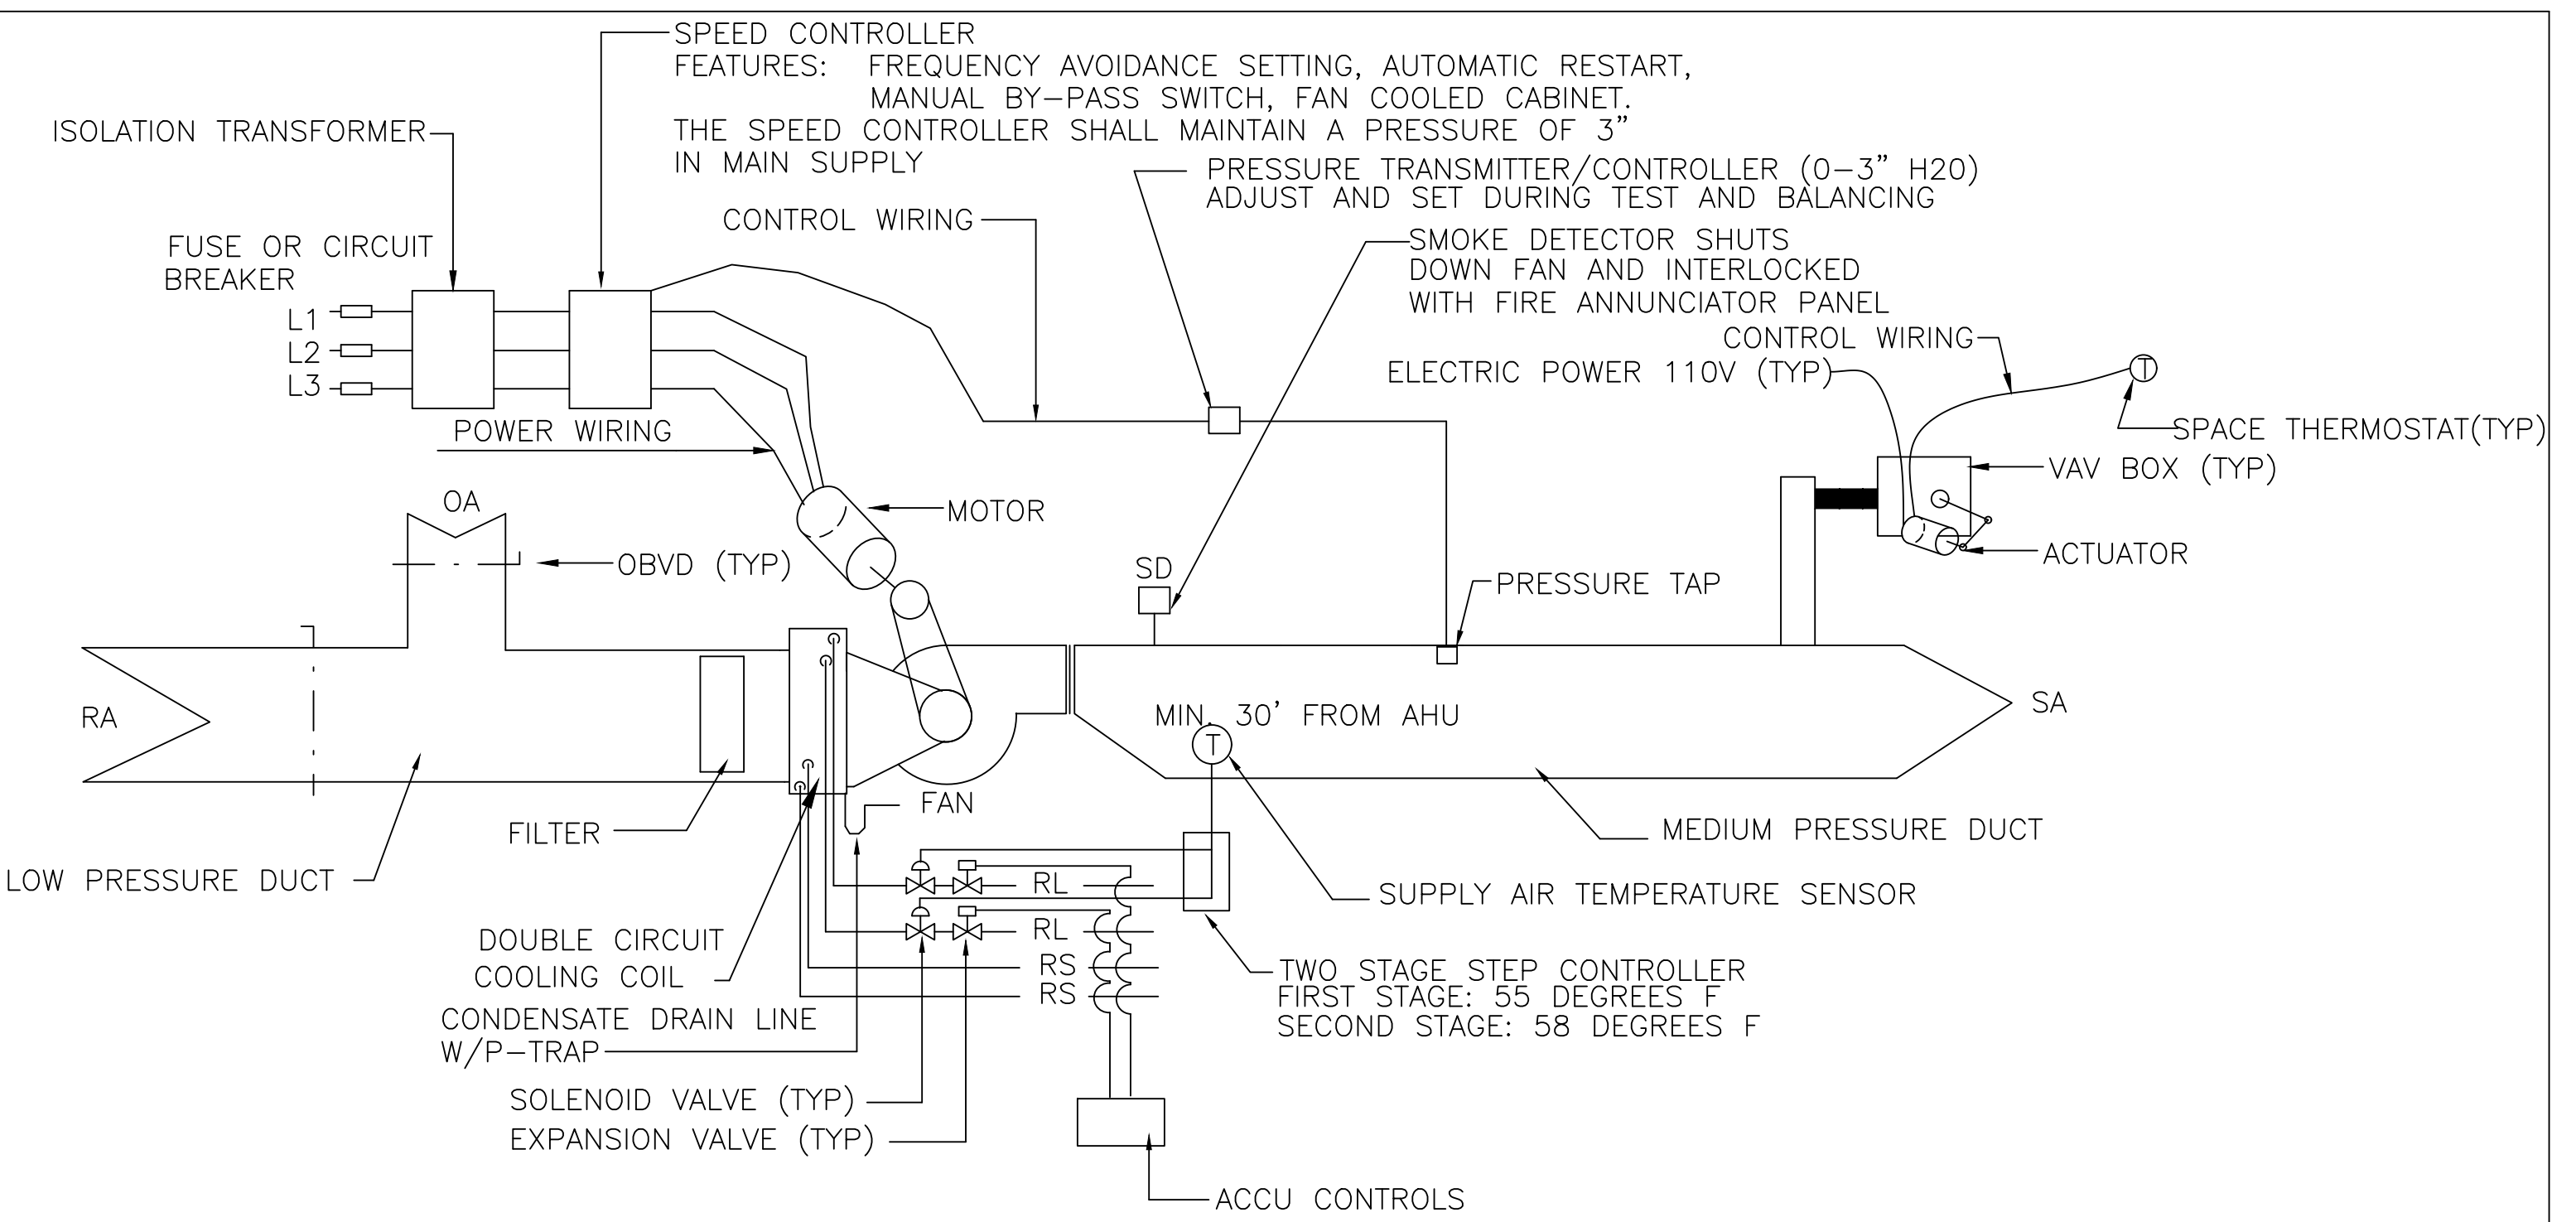 SPEED CONTROLLER
FEATURES: FREQUENCY AVOIDANCE SETTING, AUTOMATIC RESTART,
MANUAL BY-PASS SWITCH, FAN COOLED CABINET.
THE SPEED CONTROLLER SHALL MAINTAIN A PRESSURE OF 3”
IN MAIN SUPPLY
ISOLATION TRANSFORMER
PRESSURE TRANSMITTER/CONTROLLER (0-3” H20)
ADJUST AND SET DURING TEST AND BALANCING
CONTROL WIRING
FUSE OR CIRCUIT
BREAKER
SMOKE DETECTOR SHUTS
DOWN FAN AND INTERLOCKED
WITH FIRE ANNUNCIATOR PANEL
L1
L2
L3
CONTROL WIRING
ELECTRIC POWER 110V (TYP)
T
SPACE THERMOSTAT(TYP)
POWER WIRING
VAV BOX (TYP)
OA
MOTOR
ACTUATOR
OBVD (TYP)
SD
PRESSURE TAP
RA
MIN. 30’ FROM AHU
T
SA
FAN
FILTER
MEDIUM PRESSURE DUCT
LOW PRESSURE DUCT
RL
SUPPLY AIR TEMPERATURE SENSOR
RL
DOUBLE CIRCUIT
COOLING COIL
RS
RS
TWO STAGE STEP CONTROLLER
FIRST STAGE: 55 DEGREES F
SECOND STAGE: 58 DEGREES F
CONDENSATE DRAIN LINE
W/P-TRAP
SOLENOID VALVE (TYP)
EXPANSION VALVE (TYP)
ACCU CONTROLS